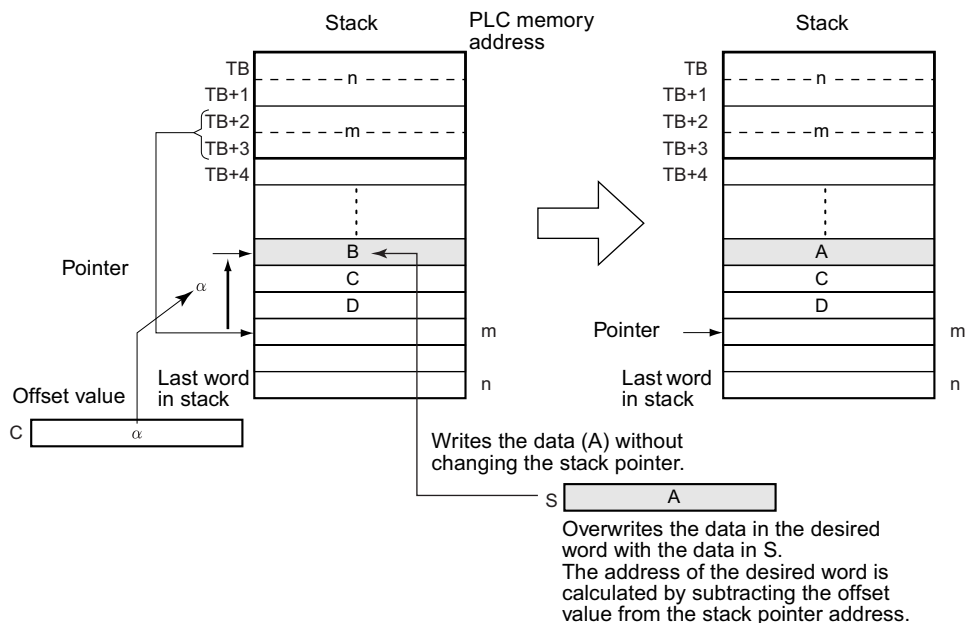 Stack
PLC memory
address
Stack
TB
n
TB+1
TB+2
m
TB+3
TB+4
TB
n
TB+1
TB+2
m
TB+3
TB+4
B
A
Pointer
α
C
C
D
D
m
Pointer
m
Offset value
Last word
in stack
n
Last word
in stack
n
C
α
Writes the data (A) without
changing the stack pointer.
S
A
Overwrites the data in the desired
word with the data in S.
The address of the desired word is
calculated by subtracting the offset
value from the stack pointer address.